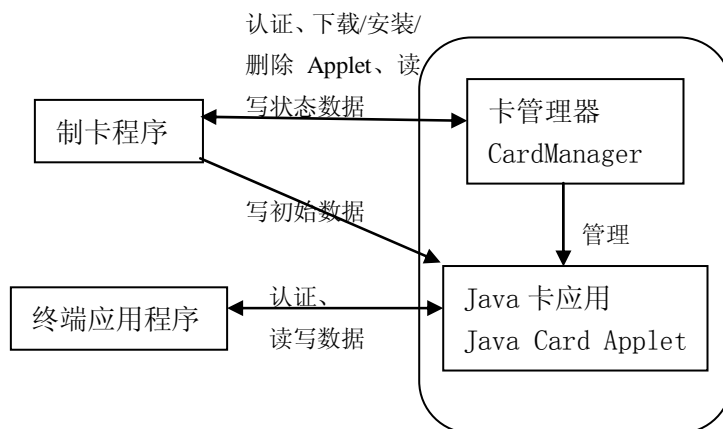 认证、下载/安装/
删除 Applet、读
写状态数据
制卡程序
卡管理器
CardManager
写初始数据
管理
终端应用程序
认证、
读写数据
Java 卡应用
Java Card Applet